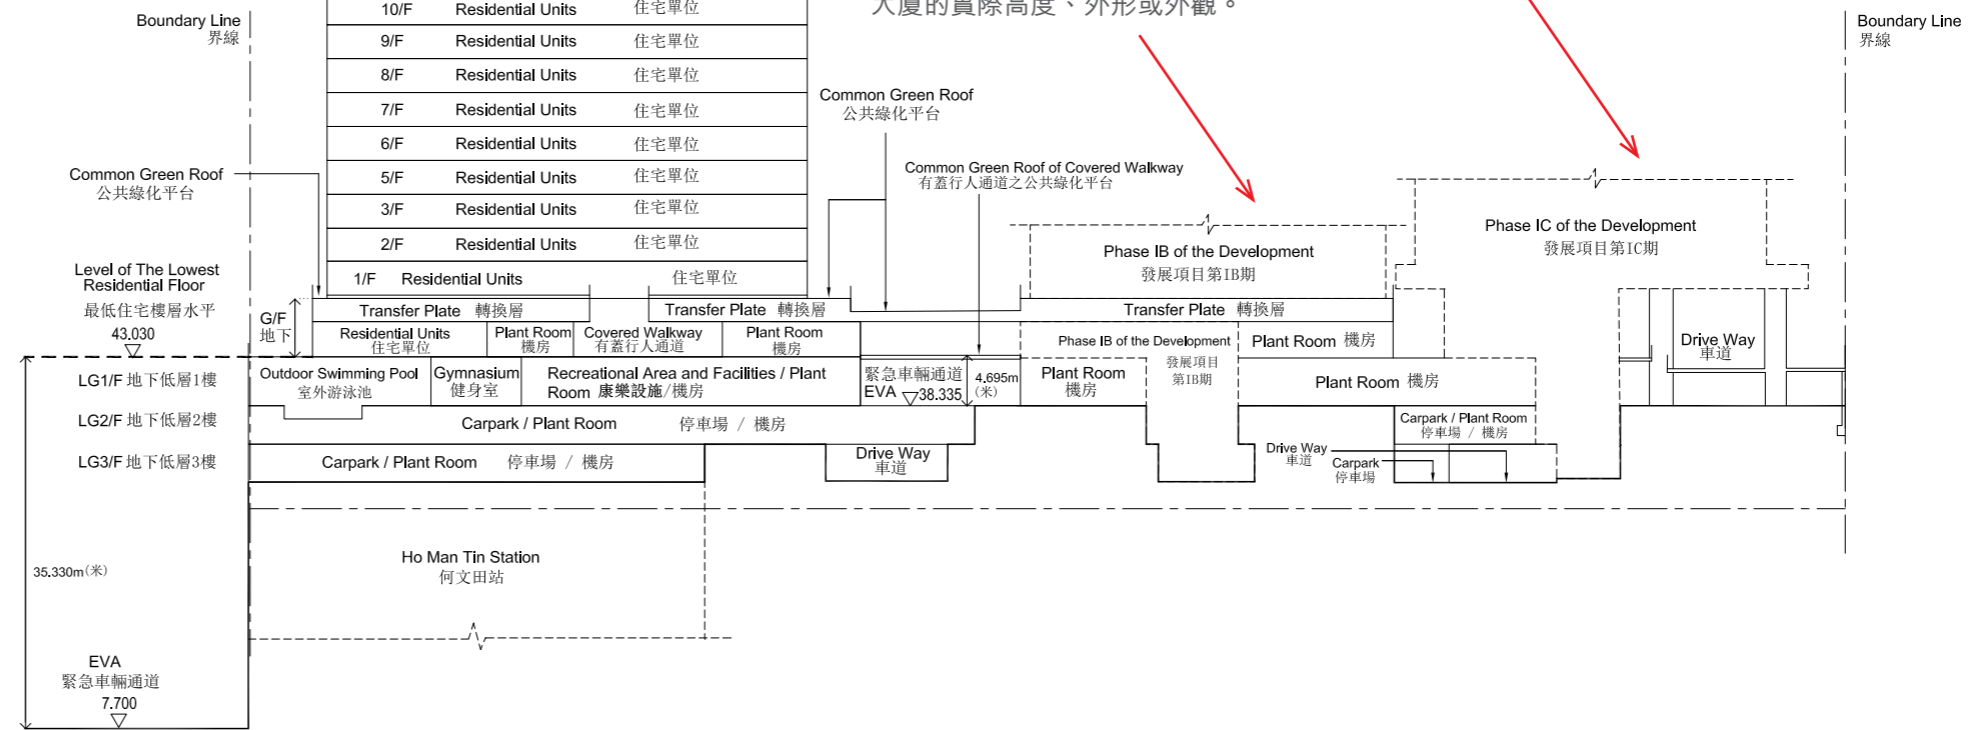 Boundary Line
界線
10/F Residential Units 住宅單位
9/F Residential Units 住宅單位
8/F Residential Units 住宅單位
7/F Residential Units 住宅單位
6/F Residential Units 住宅單位
5/F Residential Units 住宅單位
3/F Residential Units 住宅單位
2/F Residential Units 住宅單位
1/F Residential Units 住宅單位
大廈的實際高度、外形或外觀。
Boundary Line
界線
Common Green Roof
公共綠化平台
Common Green Roof
公共綠化平台
Common Green Roof of Covered Walkway
有蓋行人通道之公共綠化平台
Phase IB of the Development
發展項目第IB期
Phase IC of the Development
發展項目第IC期
Level of The Lowest
Residential Floor
最低住宅樓層水平
43.030
G/F
地下
Transfer Plate 轉換層
Transfer Plate 轉換層
Transfer Plate 轉換層
Residential Units
住宅單位
Plant Room
機房
Covered Walkway
有蓋行人通道
Plant Room
機房
Phase IB of the Development
發展項目
第IB期
Plant Room 機房
Drive Way
車道
LG1/F 地下低層1樓
Outdoor Swimming Pool
室外游泳池
Gymnasium
健身室
Recreational Area and Facilities / Plant
Room 康樂設施/機房
緊急車輛通道
EVA 38.335
4.695m
(米)
Plant Room
機房
Plant Room 機房
LG2/F 地下低層2樓
Carpark / Plant Room 停車場 / 機房
Carpark / Plant Room
停車場 / 機房
LG3/F 地下低層3樓
Carpark / Plant Room 停車場 / 機房
Drive Way
車道
Drive Way
車道
Carpark
停車場
35.330m(米)
Ho Man Tin Station
何文田站
EVA
緊急車輛通道
7.700